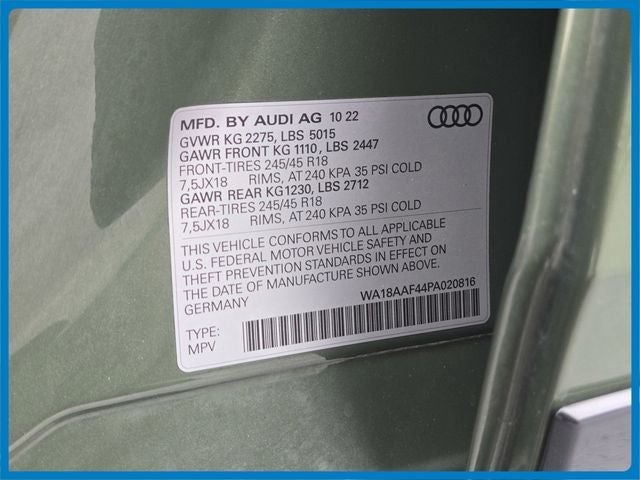 MFD. BY AUDI AG 10 22
GVWR KG 2275, LBS 5015
GAWR FRONT KG 1110, LBS 2447
FRONT-TIRES 245/45 R18
7,5JX18 RIMS, AT 240 KPA 35 PSI COLD
GAWR REAR KG1230, LBS 2712
REAR-TIRES 245/45 R18
7,5JX18 RIMS, AT 240 KPA 35 PSI COLD
THIS VEHICLE CONFORMS TO ALL APPLICABLE
U.S. FEDERAL MOTOR VEHICLE SAFETY AND
THEFT PREVENTION STANDARDS IN EFFECT ON
THE DATE OF MANUFACTURE SHOWN ABOVE.
GERMANY
WA18AAF44PA020816
TYPE:
MPV